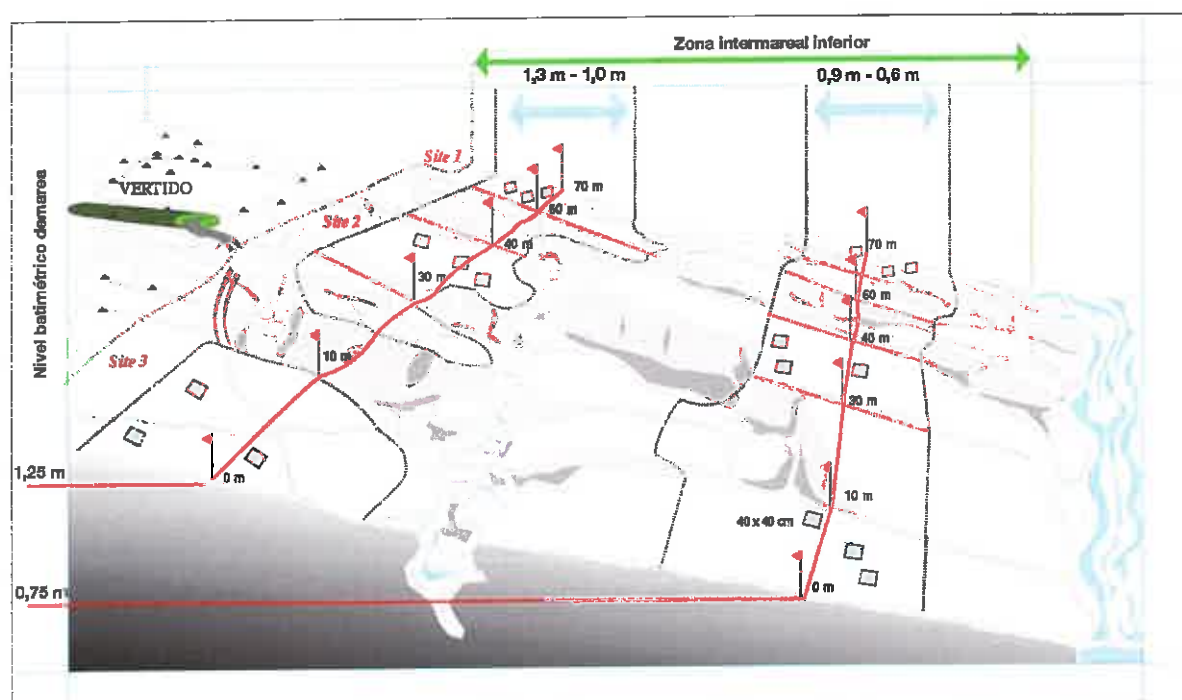 Zona intermareal inferior
1,3 m - 1,0 m
0,9 m - 0,6 m
Nivel batimétrico demarea
VERTIDO
Site 1
Site 2
Site 3
70 m
60 m
40 m
30 m
10 m
0 m
70 m
60 m
40 m
30 m
10 m
40 x 40 cm
0 m
1,25 m
0,75 m